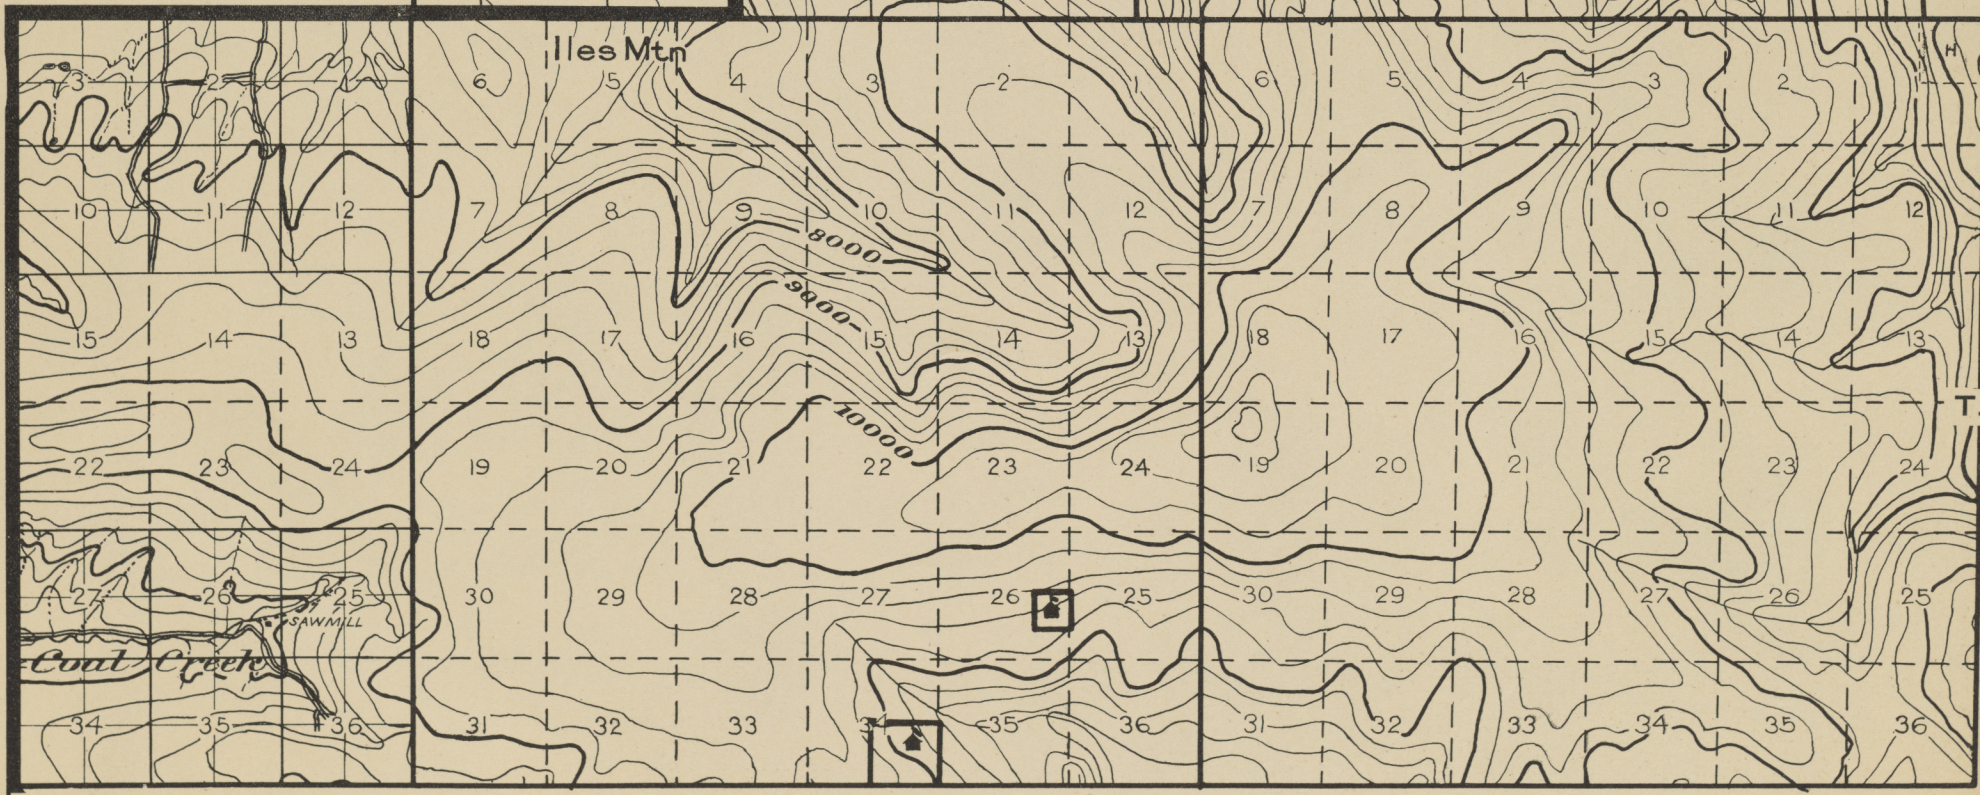 Iles Mtn
H
3 2 6 5 4 3 2 1 6 5 4 3 2
10 11 12 7 8 9 10 11 12 7 8 9 10 11 12
8000
9000
15 14 13 18 17 16 15 14 13 18 17 16 15 14 13
T.
10000
22 23 24 19 20 21 22 23 24 19 20 21 22 23 24
27 26 25 30 29 28 27 26 25 30 29 28 27 26 25
SAWMILL
Coal Creek
34 35 36 31 32 33 34 35 36 31 32 33 34 35 36